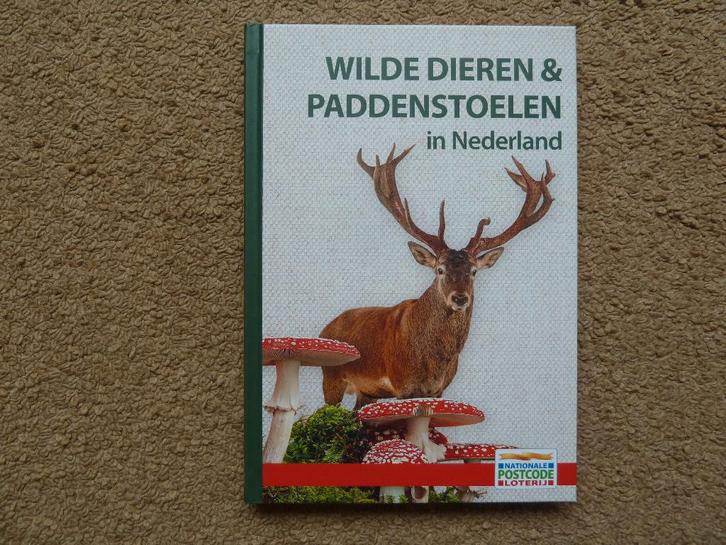 WILDE DIEREN &
PADDENSTOELEN
in Nederland
NATIONALE
POSTCODE
LOTERIJ